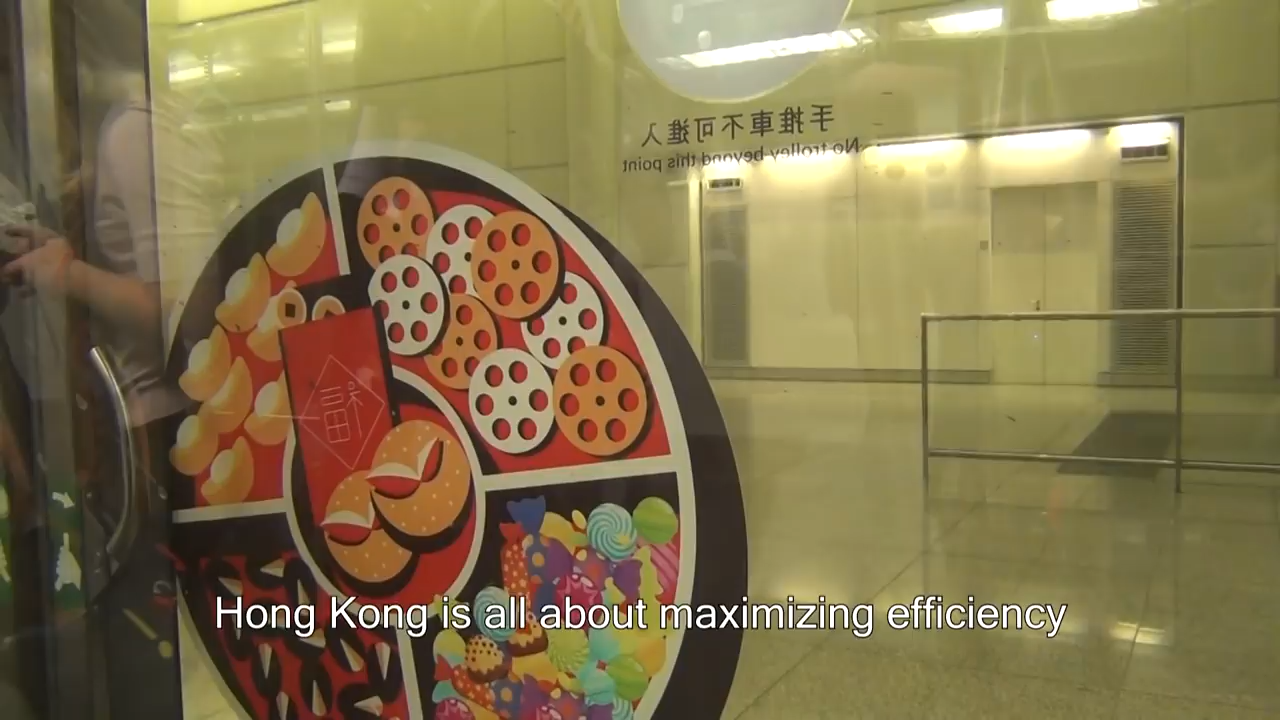 手推車不可進入
No trolley beyond this point
福
Hong Kong is all about maximizing efficiency